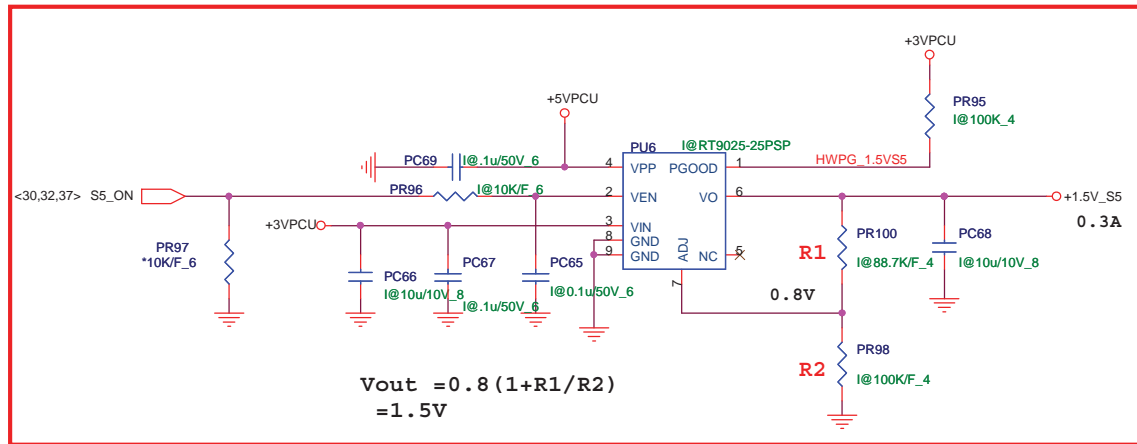 +3VPCU
+5VPCU
PR95
I@100K_4
PU6
I@RT9025-25PSP
PC69
I@.1u/50V_6
4
VPP
PGOOD
1
HWPG_1.5VS5
<30,32,37> S5_ON
PR96
I@10K/F_6
2
VEN
VO
6
+1.5V_S5
0.3A
+3VPCU
3
VIN
8
GND
9
GND
ADJ
NC
5
7
PR97
*10K/F_6
PC66
I@10u/10V_8
PC67
I@.1u/50V_6
PC65
I@0.1u/50V_6
R1
PR100
I@88.7K/F_4
PC68
I@10u/10V_8
0.8V
R2
PR98
I@100K/F_4
Vout =0.8(1+R1/R2)
=1.5V